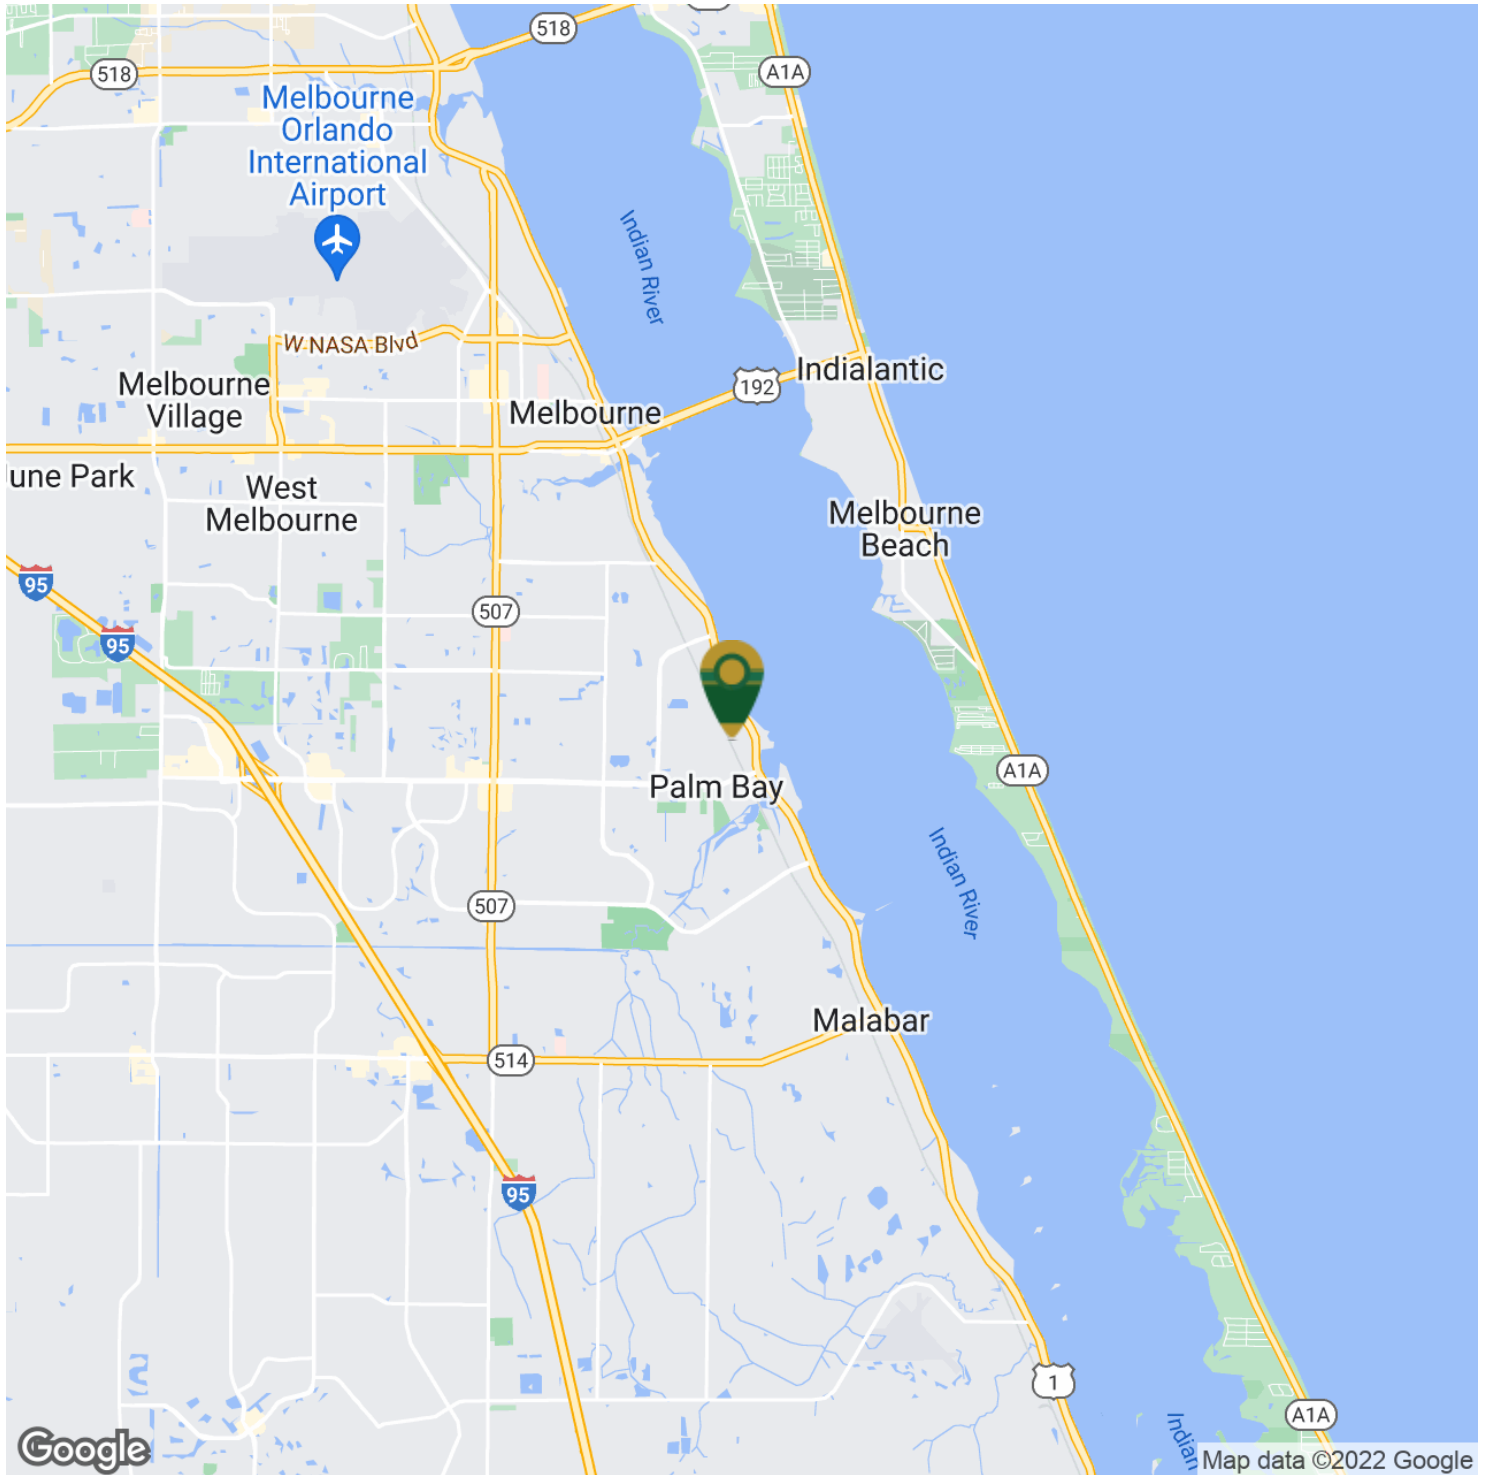 518
518
A1A
Melbourne
Orlando
International
Airport
Indian River
W NASA Blvd
192
Indialantic
Melbourne
Village
Melbourne
June Park
West
Melbourne
Melbourne
Beach
95
95
507
A1A
Palm Bay
Indian River
507
Malabar
514
95
1
A1A
Indian
Google
Map data ©2022 Google